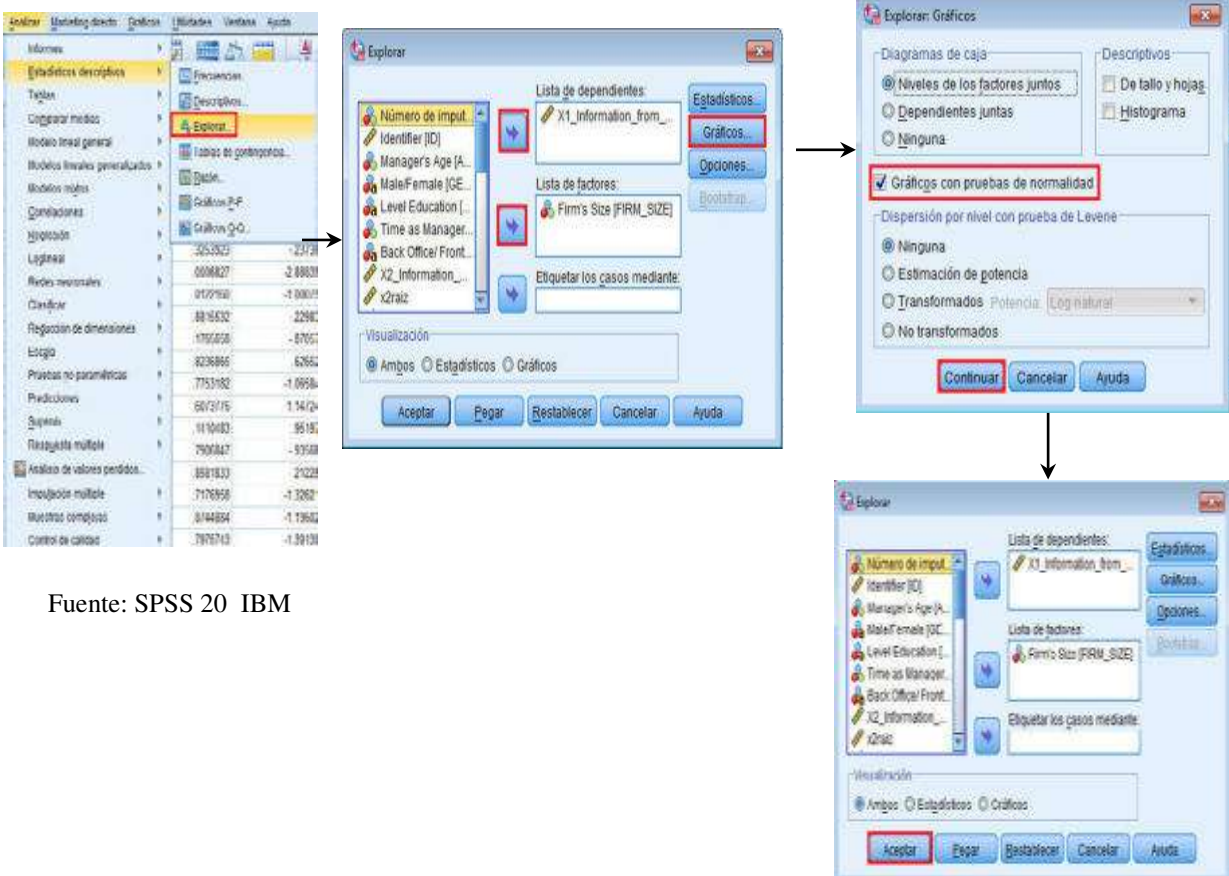 Analizar Marketing directo Gráficos Utilidades Ventana Ayuda
Informes
Estadísticos descriptivos
Tablas
Comparar medias
Modelo lineal general
Modelos lineales generalizados
Modelos mixtos
Correlaciones
Regresión
Loglineal
Redes neuronales
Clasificar
Reducción de dimensiones
Escala
Pruebas no paramétricas
Predicciones
Superv.
Respuesta múltiple
Análisis de valores perdidos...
Imputación múltiple
Muestras complejas
Control de calidad
Frecuencias...
Descriptivos...
Explorar...
Tablas de contingencia...
Razón...
Gráficos P-P...
Gráficos Q-Q...
Explorar
Número de imput...
Identifier [ID]
Manager's Age [A...
Male/Female [GE...
Level Education [...
Time as Manager...
Back Office/ Front...
X2_Information_...
x2raiz
Lista de dependientes:
X1_Information_from_...
Lista de factores:
Firm's Size [FIRM_SIZE]
Etiquetar los casos mediante:
Estadísticos...
Gráficos...
Opciones...
Bootstrap...
Visualización
Ambos Estadísticos Gráficos
Aceptar Pegar Restablecer Cancelar Ayuda
Explorar: Gráficos
Diagramas de caja
Niveles de los factores juntos
Dependientes juntas
Ninguna
Descriptivos
De tallo y hojas
Histograma
Gráficos con pruebas de normalidad
Dispersión por nivel con prueba de Levene
Ninguna
Estimación de potencia
Transformados Potencia: Log natural
No transformados
Continuar Cancelar Ayuda
Explorar
Número de imput...
Identifier [ID]
Manager's Age [A...
Male/Female [GE...
Level Education [...
Time as Manager...
Back Office/ Front...
X2_Information_...
x2raiz
Lista de dependientes:
X1_Information_from_...
Lista de factores:
Firm's Size [FIRM_SIZE]
Etiquetar los casos mediante:
Estadísticos...
Gráficos...
Opciones...
Bootstrap...
Visualización
Ambos Estadísticos Gráficos
Aceptar Pegar Restablecer Cancelar Ayuda
Fuente: SPSS 20 IBM